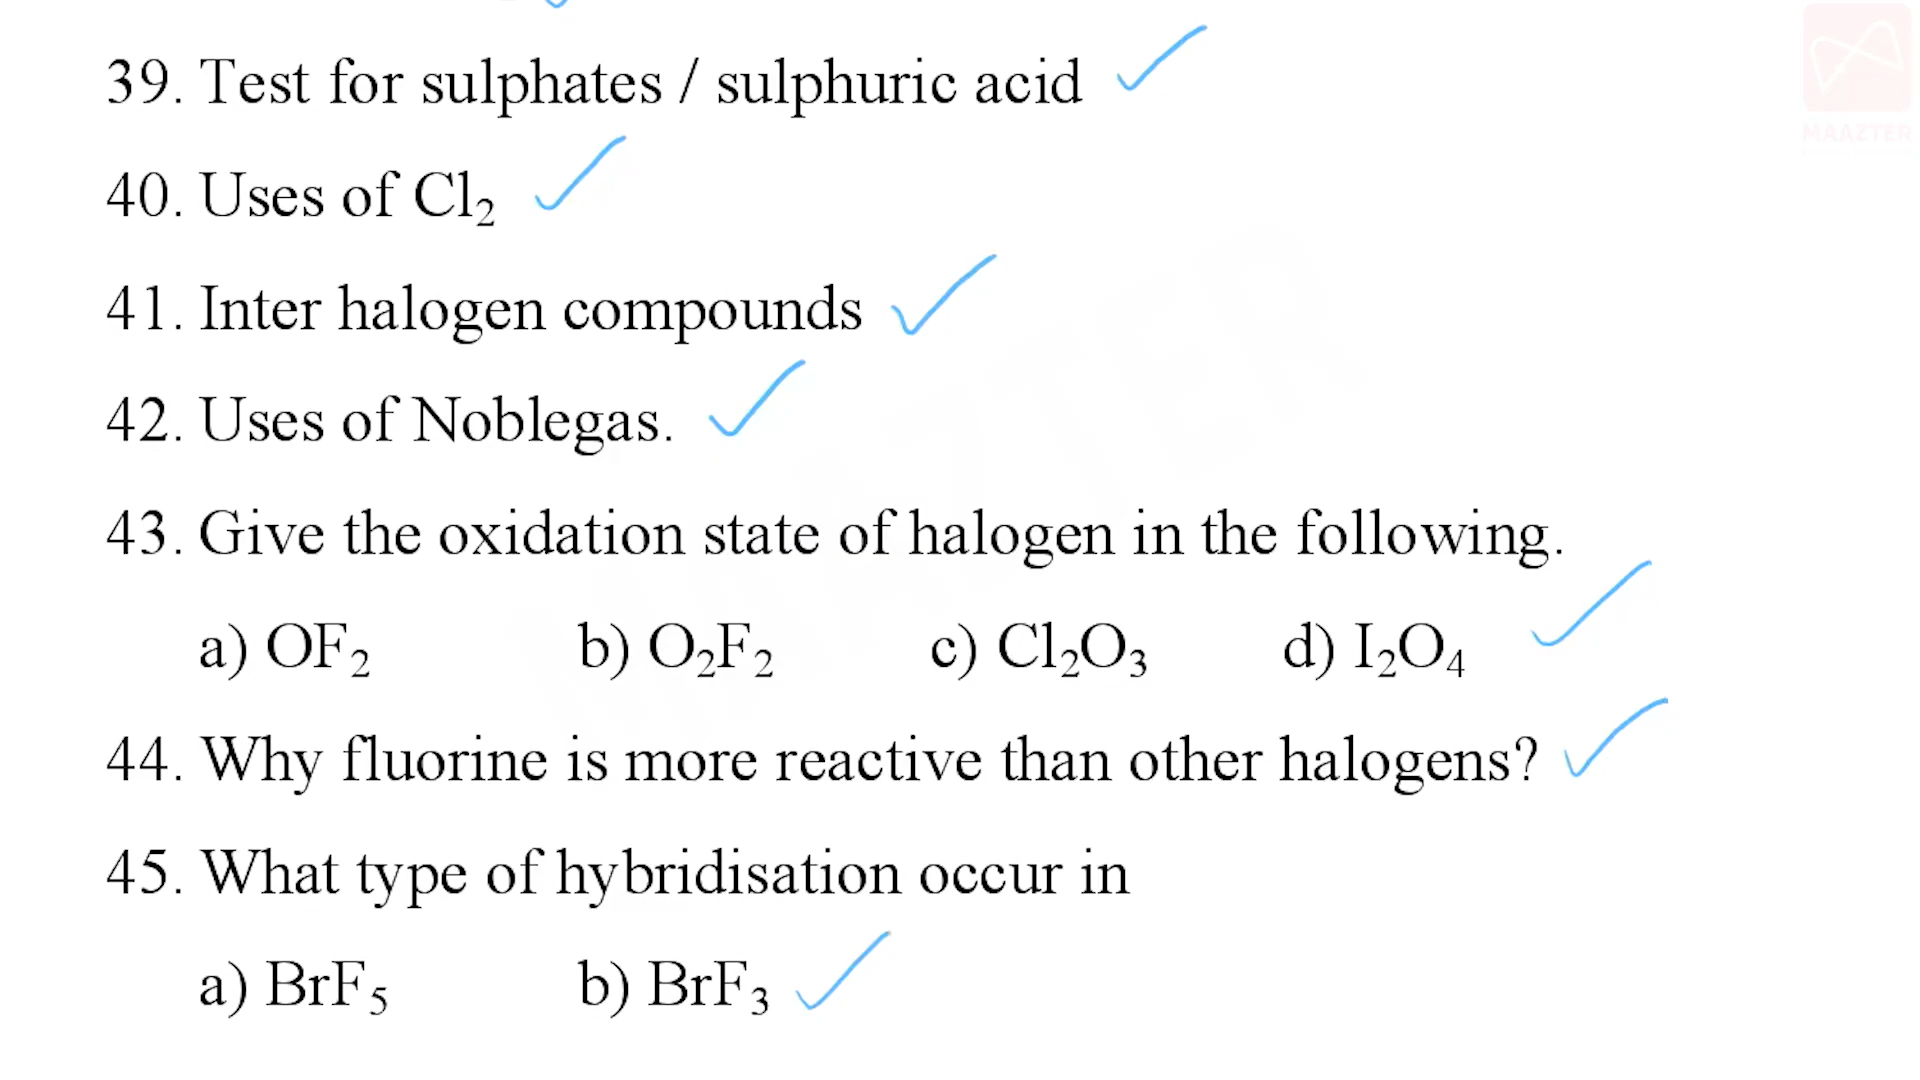 39. Test for sulphates / sulphuric acid
40. Uses of Cl₂
41. Inter halogen compounds
42. Uses of Noblegas.
43. Give the oxidation state of halogen in the following.
a) OF₂ b) O₂F₂ c) Cl₂O₃ d) I₂O₄
44. Why fluorine is more reactive than other halogens?
45. What type of hybridisation occur in
a) BrF₅ b) BrF₃
MAAZTER
MAAZTER